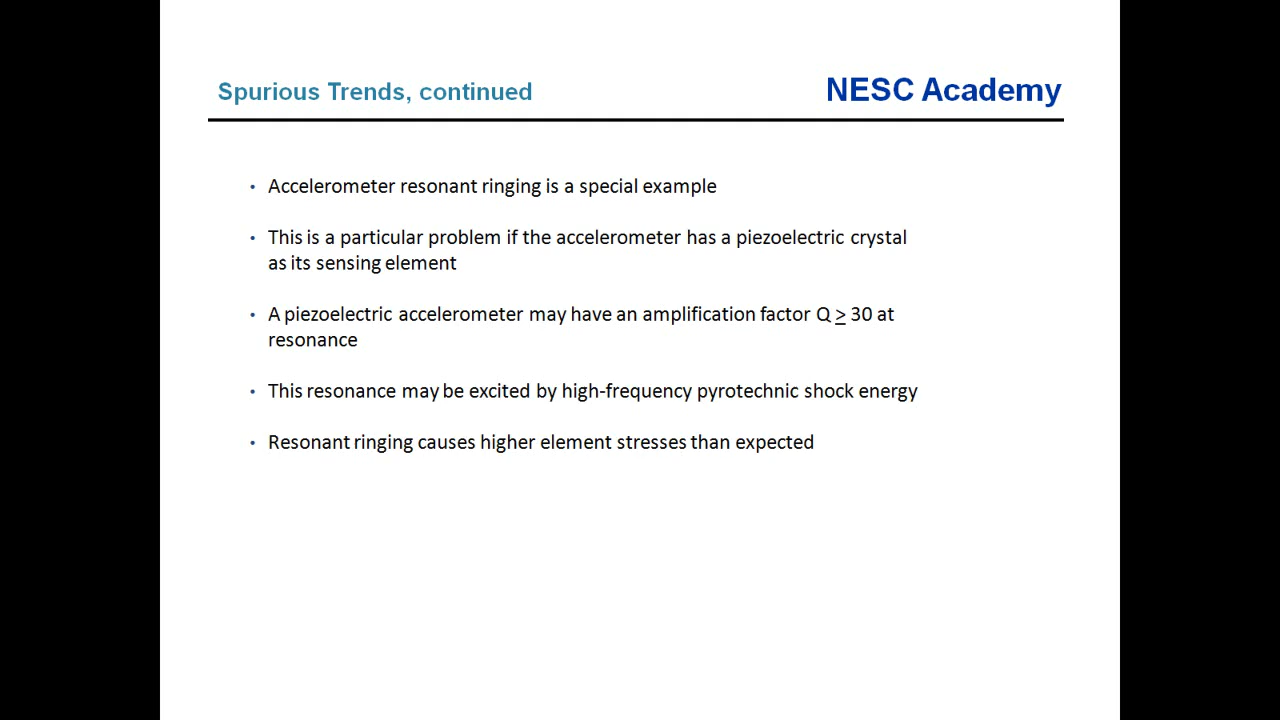 Spurious Trends, continued
NESC Academy
• Accelerometer resonant ringing is a special example
• This is a particular problem if the accelerometer has a piezoelectric crystal
as its sensing element
• A piezoelectric accelerometer may have an amplification factor Q ≥ 30 at
resonance
• This resonance may be excited by high-frequency pyrotechnic shock energy
• Resonant ringing causes higher element stresses than expected